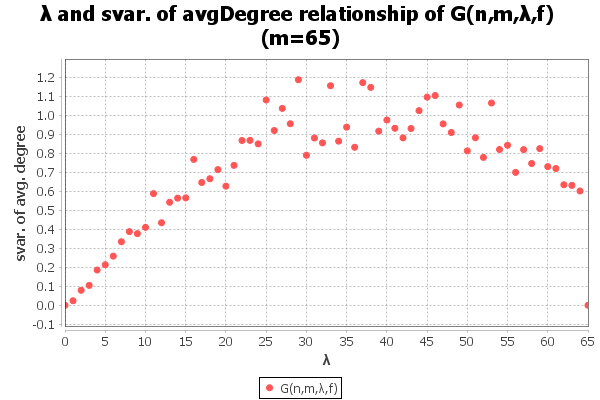 λ and svar. of avgDegree relationship of G(n,m,λ,f)
(m=65)
svar. of avg. degree
1.2
1.1
1.0
0.9
0.8
0.7
0.6
0.5
0.4
0.3
0.2
0.1
0.0
-0.1
0 5 10 15 20 25 30 35 40 45 50 55 60 65
λ
G(n,m,λ,f)